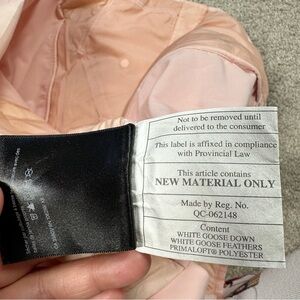 Not to be removed until
delivered to the consumer
This label is affixed in compliance
with Provincial Law
This article contains
NEW MATERIAL ONLY
Made by Reg. No.
QC-062148
Content
WHITE GOOSE DOWN
WHITE GOOSE FEATHERS
PRIMALOFT® POLYESTER